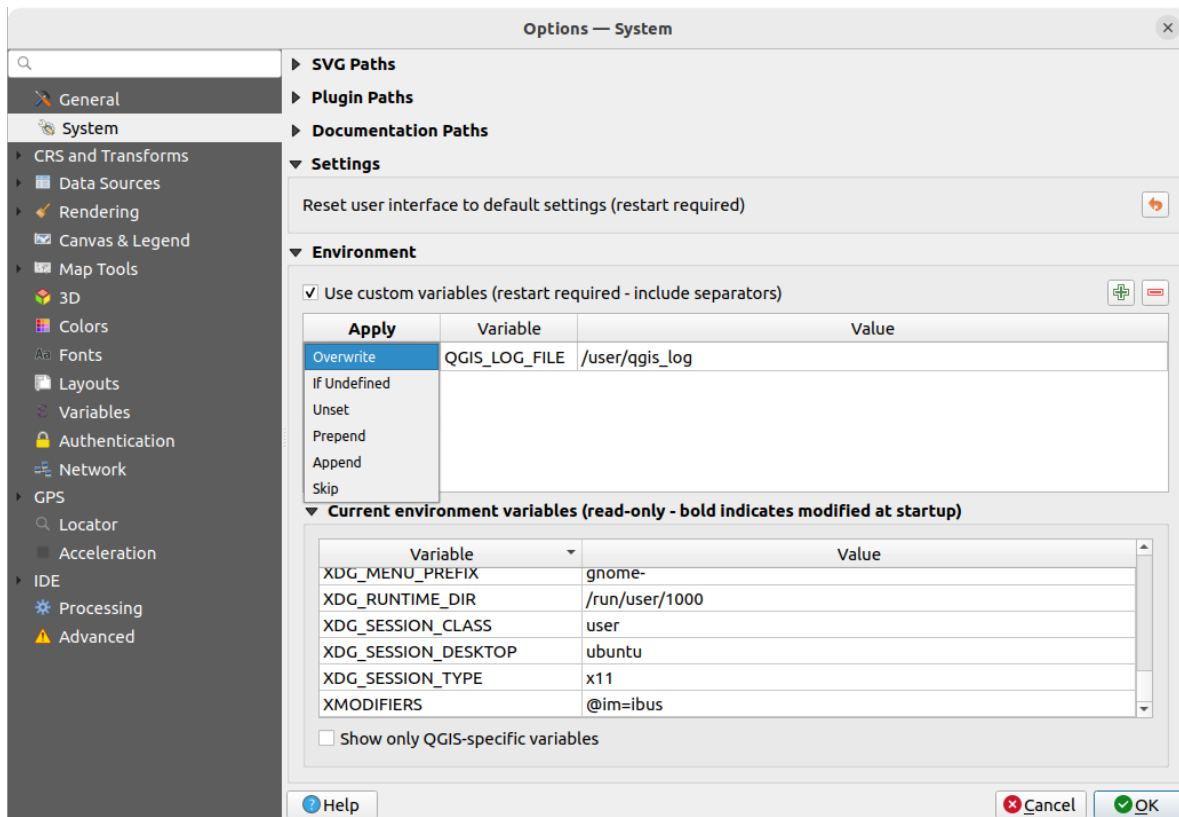 Options — System
General
System
CRS and Transforms
Data Sources
Rendering
Canvas & Legend
Map Tools
3D
Colors
Aa Fonts
Layouts
Variables
Authentication
Network
GPS
Locator
Acceleration
IDE
Processing
Advanced
SVG Paths
Plugin Paths
Documentation Paths
Settings
Reset user interface to default settings (restart required)
Environment
Use custom variables (restart required - include separators)
Apply Variable Value
Overwrite QGIS_LOG_FILE /user/qgis_log
If Undefined
Unset
Prepend
Append
Skip
Current environment variables (read-only - bold indicates modified at startup)
Variable Value
XDG_MENU_PREFIX gnome-
XDG_RUNTIME_DIR /run/user/1000
XDG_SESSION_CLASS user
XDG_SESSION_DESKTOP ubuntu
XDG_SESSION_TYPE x11
XMODIFIERS @im=ibus
Show only QGIS-specific variables
Help Cancel OK